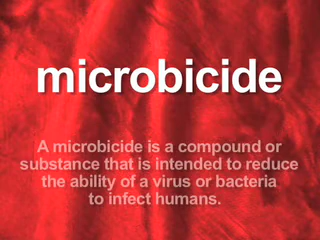 microbicide
A microbicide is a compound or
substance that is intended to reduce
the ability of a virus or bacteria
to infect humans.